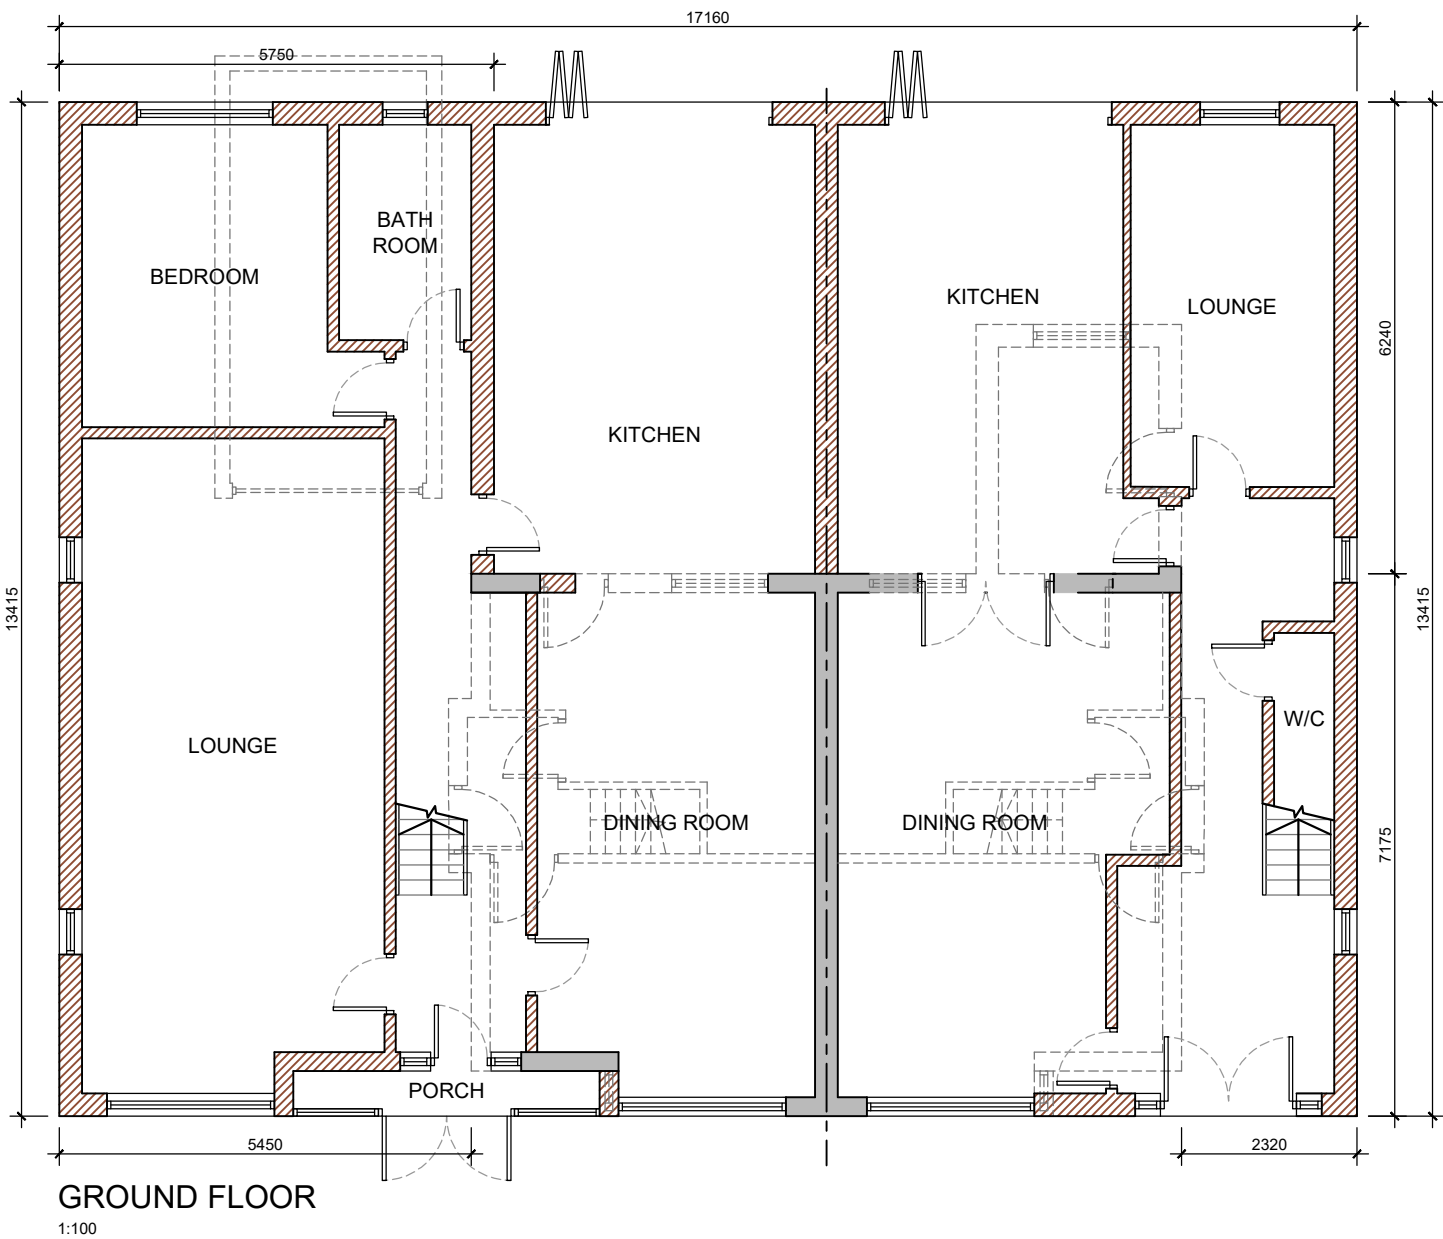 17160
5750
BATH
ROOM
BEDROOM
KITCHEN
LOUNGE
6240
KITCHEN
13415
13415
W/C
LOUNGE
DINING ROOM
DINING ROOM
7175
PORCH
5450
2320
GROUND FLOOR
1:100